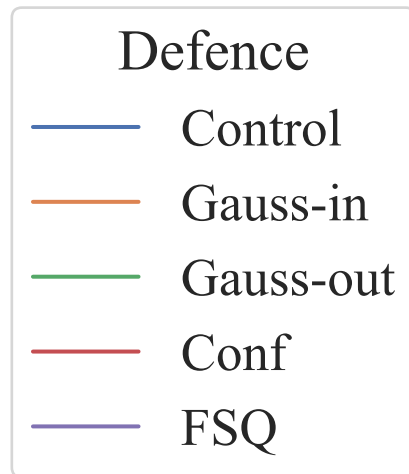 Defence
Control
Gauss-in
Gauss-out
Conf
FSQ